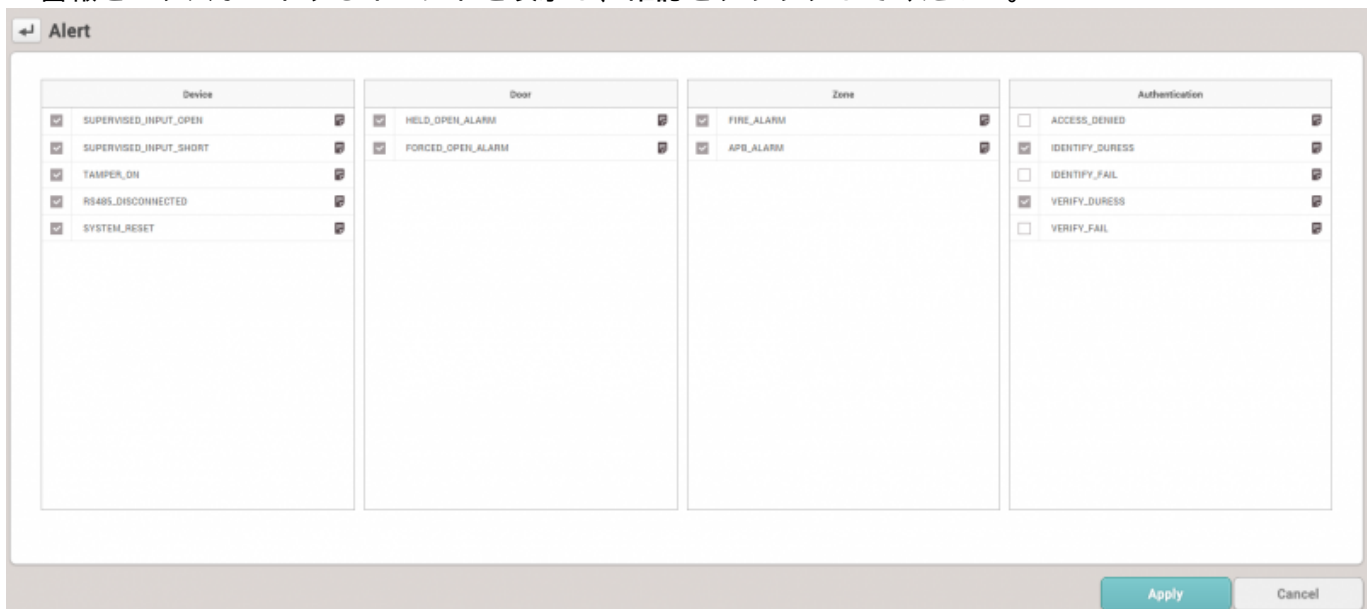 Alert
Device
SUPERVISED_INPUT_OPEN
SUPERVISED_INPUT_SHORT
TAMPER_ON
RS485_DISCONNECTED
SYSTEM_RESET
Door
HELD_OPEN_ALARM
FORCED_OPEN_ALARM
Zone
FIRE_ALARM
APB_ALARM
Authentication
ACCESS_DENIED
IDENTIFY_DURESS
IDENTIFY_FAIL
VERIFY_DURESS
VERIFY_FAIL
Apply
Cancel